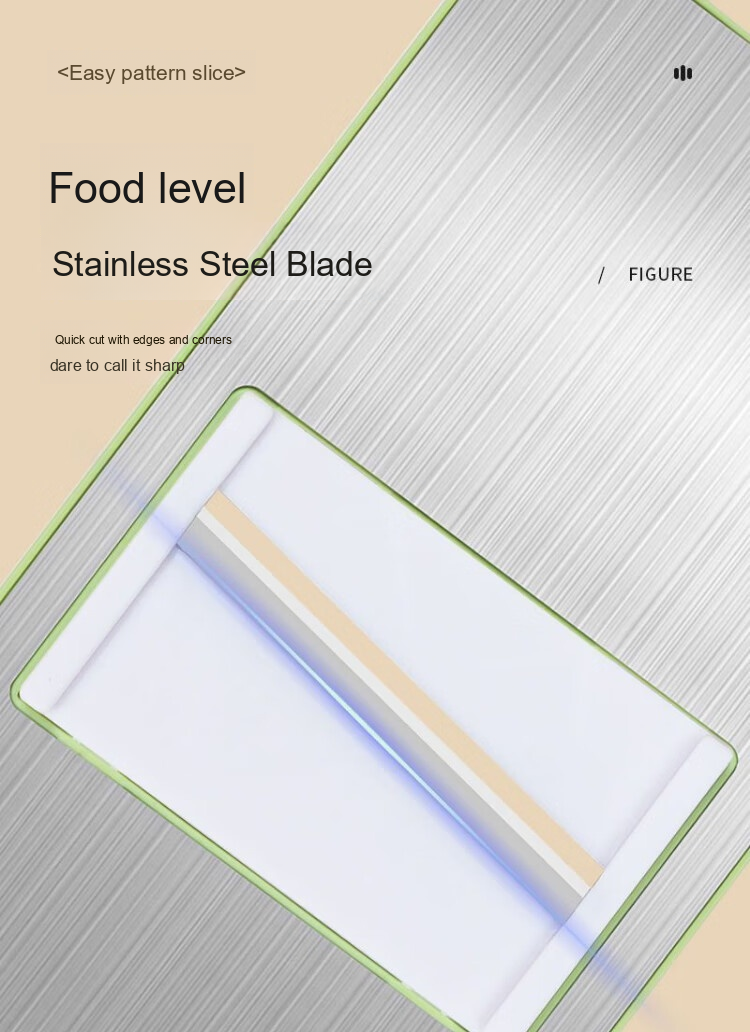 <Easy pattern slice>
Food level
Stainless Steel Blade
/ FIGURE
Quick cut with edges and corners
dare to call it sharp